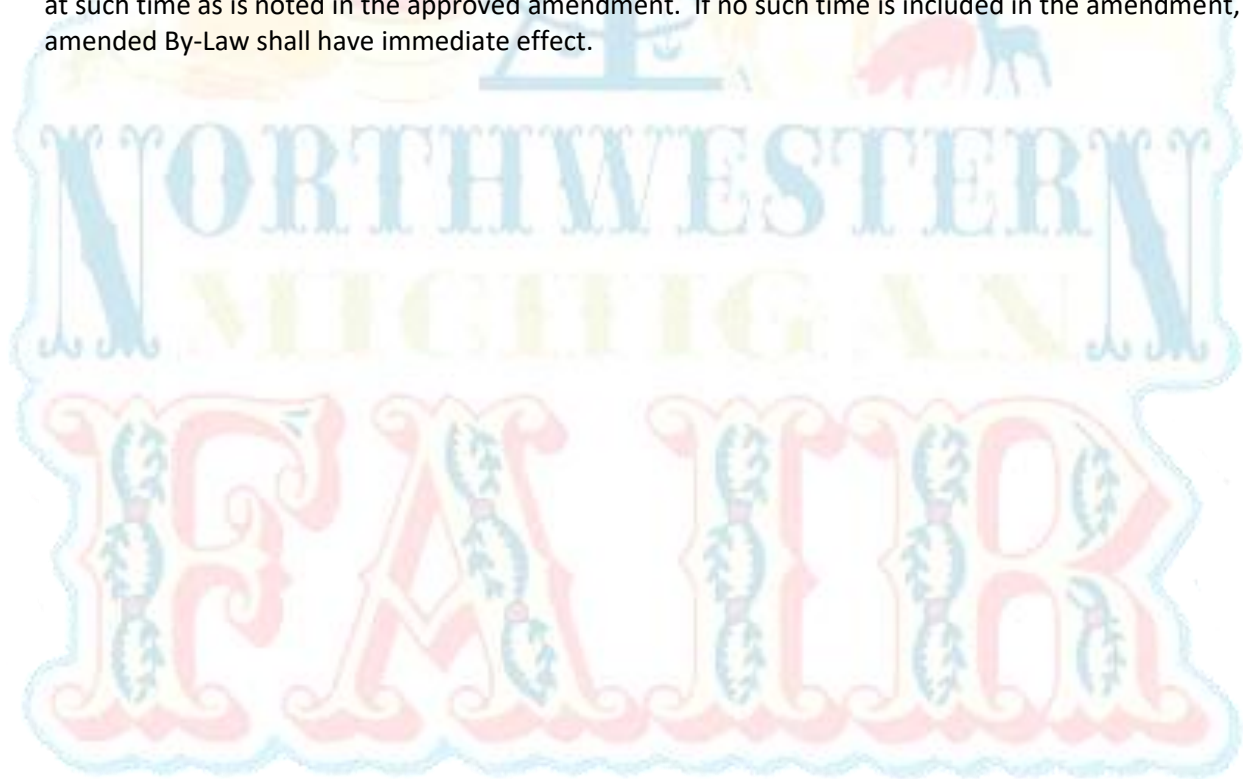 at such time as is noted in the approved amendment.  If no such time is included in the amendment,
amended By-Law shall have immediate effect.
NORTHWESTERN
MICHIGAN
FAIR